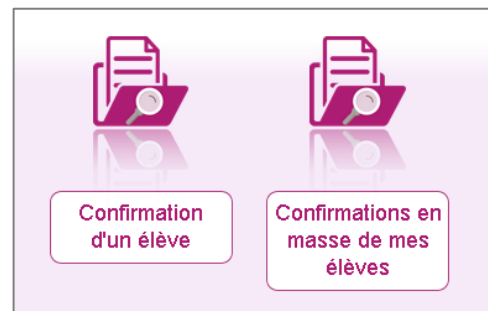 Confirmation
d'un élève
Confirmations en
masse de mes
élèves